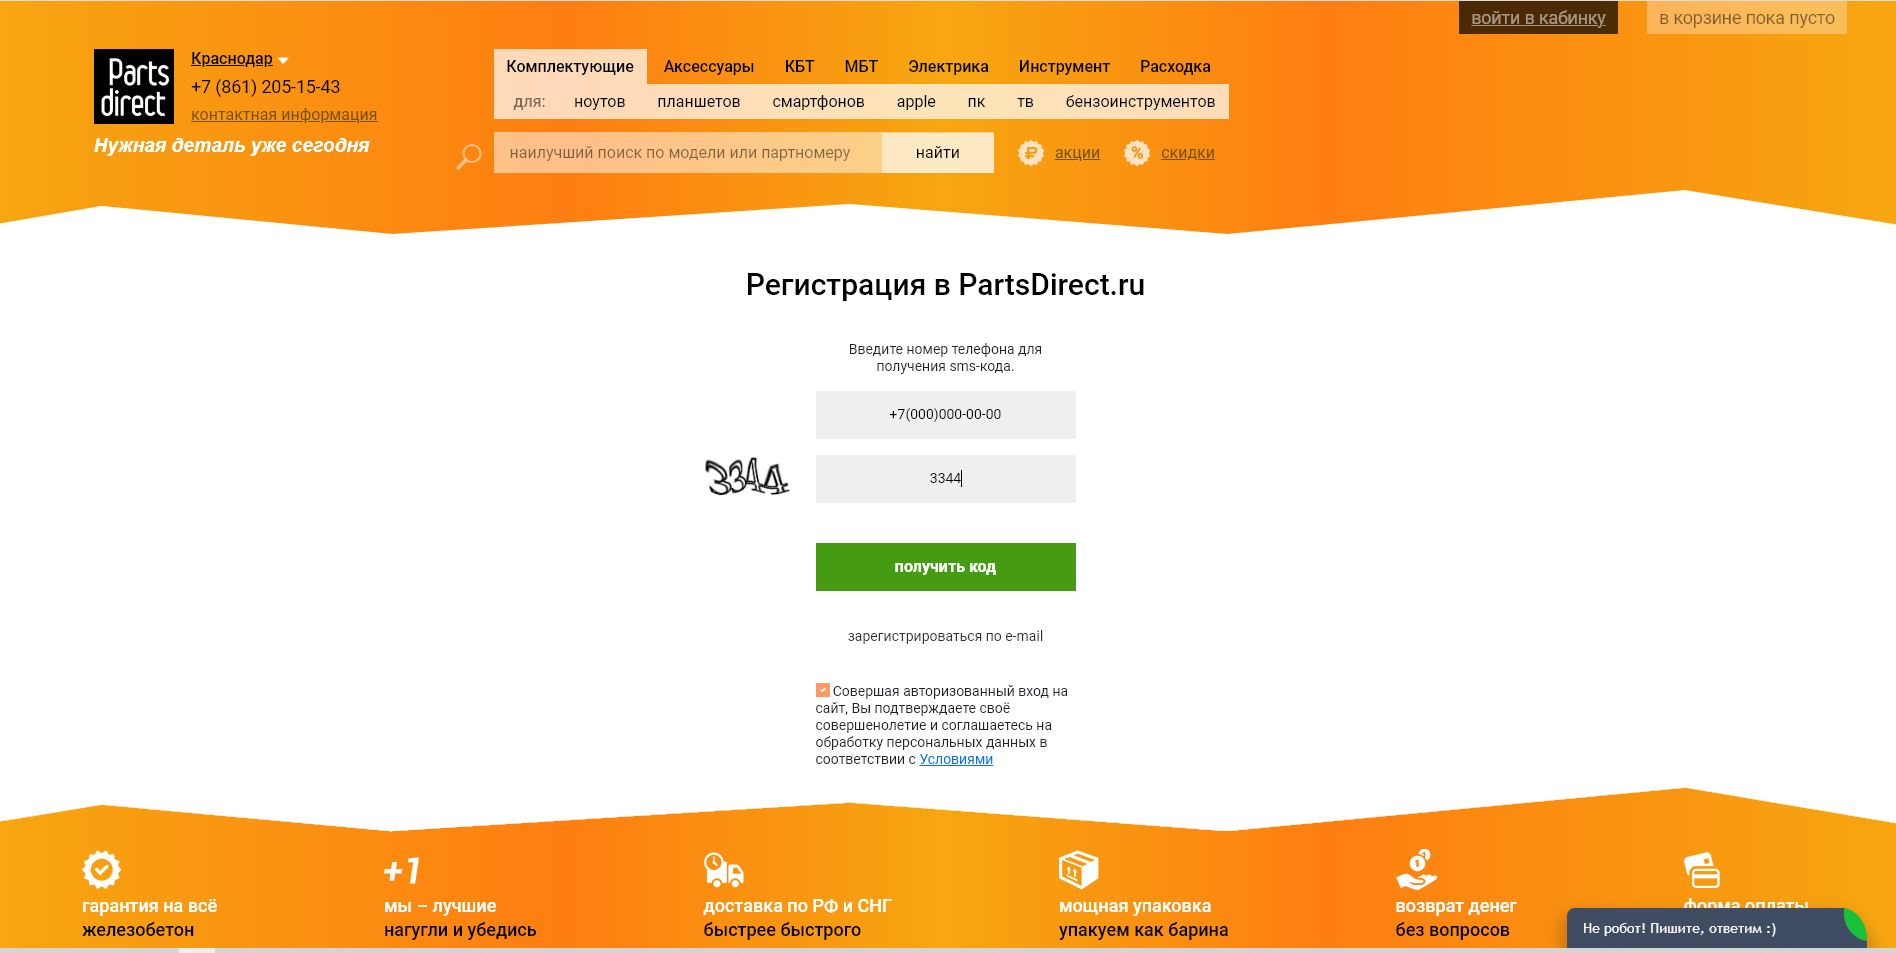 войти в кабинку
в корзине пока пусто
Parts
direct
Краснодар
+7 (861) 205-15-43
контактная информация
Нужная деталь уже сегодня
Комплектующие Аксессуары КБТ МБТ Электрика Инструмент Расходка
для: ноутов планшетов смартфонов apple пк тв бензоинструментов
наилучший поиск по модели или партномеру найти
акции
% скидки
Регистрация в PartsDirect.ru
Введите номер телефона для
получения sms-кода.
+7(000)000-00-00
3344
3344
получить код
зарегистрироваться по e-mail
Совершая авторизованный вход на
сайт, Вы подтверждаете своё
совершенолетие и соглашаетесь на
обработку персональных данных в
соответствии с Условиями
гарантия на всё
железобетон
+1
мы – лучшие
нагугли и убедись
доставка по РФ и СНГ
быстрее быстрого
мощная упаковка
упакуем как барина
возврат денег
без вопросов
форма оплаты
Не робот! Пишите, ответим :)